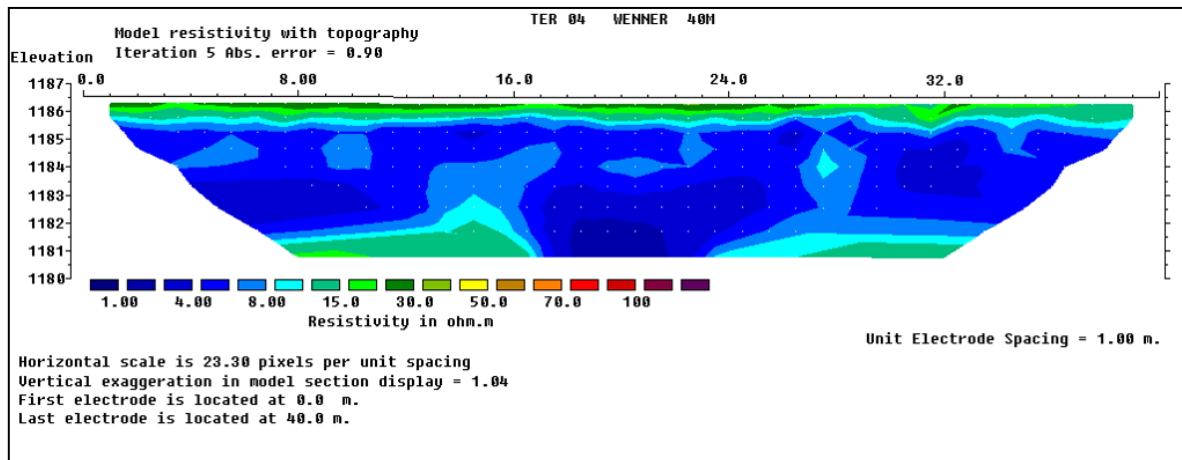 TER 04 WENNER 40M
Model resistivity with topography
Iteration 5 Abs. error = 0.90
Elevation
0.0 8.00 16.0 24.0 32.0
1187
1186
1185
1184
1183
1182
1181
1180
1.00 4.00 8.00 15.0 30.0 50.0 70.0 100
Resistivity in ohm.m
Unit Electrode Spacing = 1.00 m.
Horizontal scale is 23.30 pixels per unit spacing
Vertical exaggeration in model section display = 1.04
First electrode is located at 0.0 m.
Last electrode is located at 40.0 m.